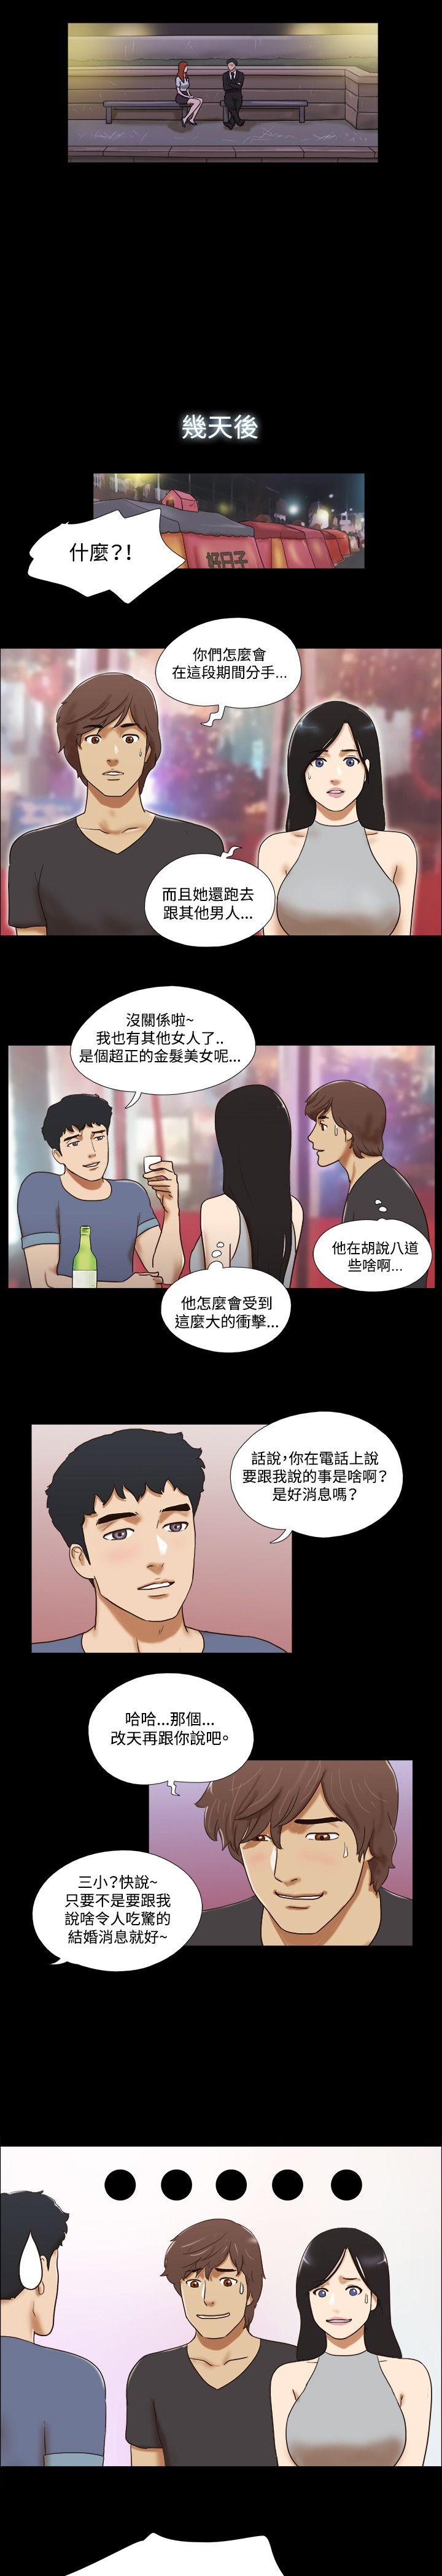 幾天後
什麼?!
好日子
你們怎麼會
在這段期間分手...
而且她還跑去
跟其他男人...
沒關係啦~
我也有其他女人了..
是個超正的金髮美女呢...
他在胡說八道
些啥啊...
他怎麼會受到
這麼大的衝擊...
話說,你在電話上說
要跟我說的事是啥啊?
是好消息嗎?
哈哈...那個...
改天再跟你說吧。
三小?快說~
只要不是要跟我
說啥令人吃驚的
結婚消息就好~